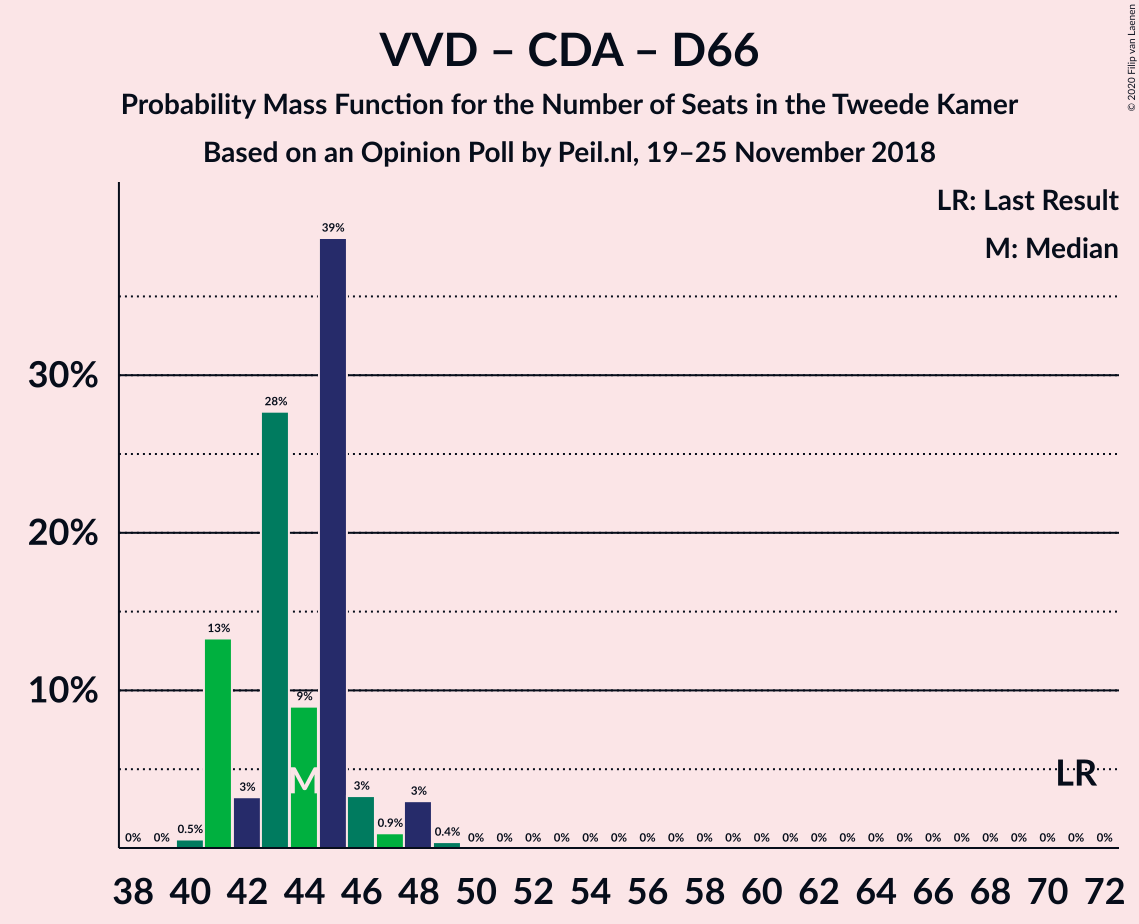 VVD – CDA – D66
Probability Mass Function for the Number of Seats in the Tweede Kamer
Based on an Opinion Poll by Peil.nl, 19–25 November 2018
© 2020 Filip van Laenen
LR: Last Result
M: Median
30%
20%
10%
0% 0% 0.5% 13% 3% 28% 9% 39% 3% 0.9% 3% 0.4% 0% 0% 0% 0% 0% 0% 0% 0% 0% 0% 0% 0% 0% 0% 0% 0% 0% 0% 0% 0% 0% 0% 0%
M
LR
38 40 42 44 46 48 50 52 54 56 58 60 62 64 66 68 70 72